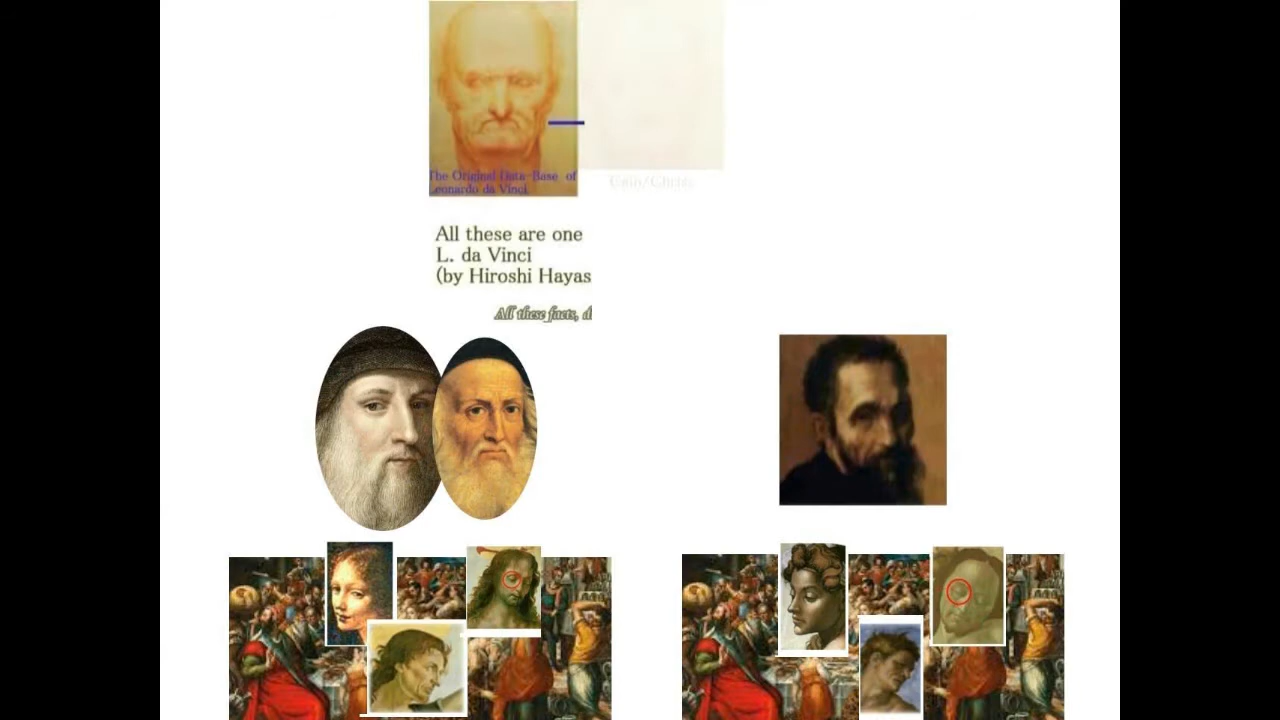 The Original Data-Base of
Leonardo da Vinci
All these are one
L. da Vinci
(by Hiroshi Hayas
All these facts, d